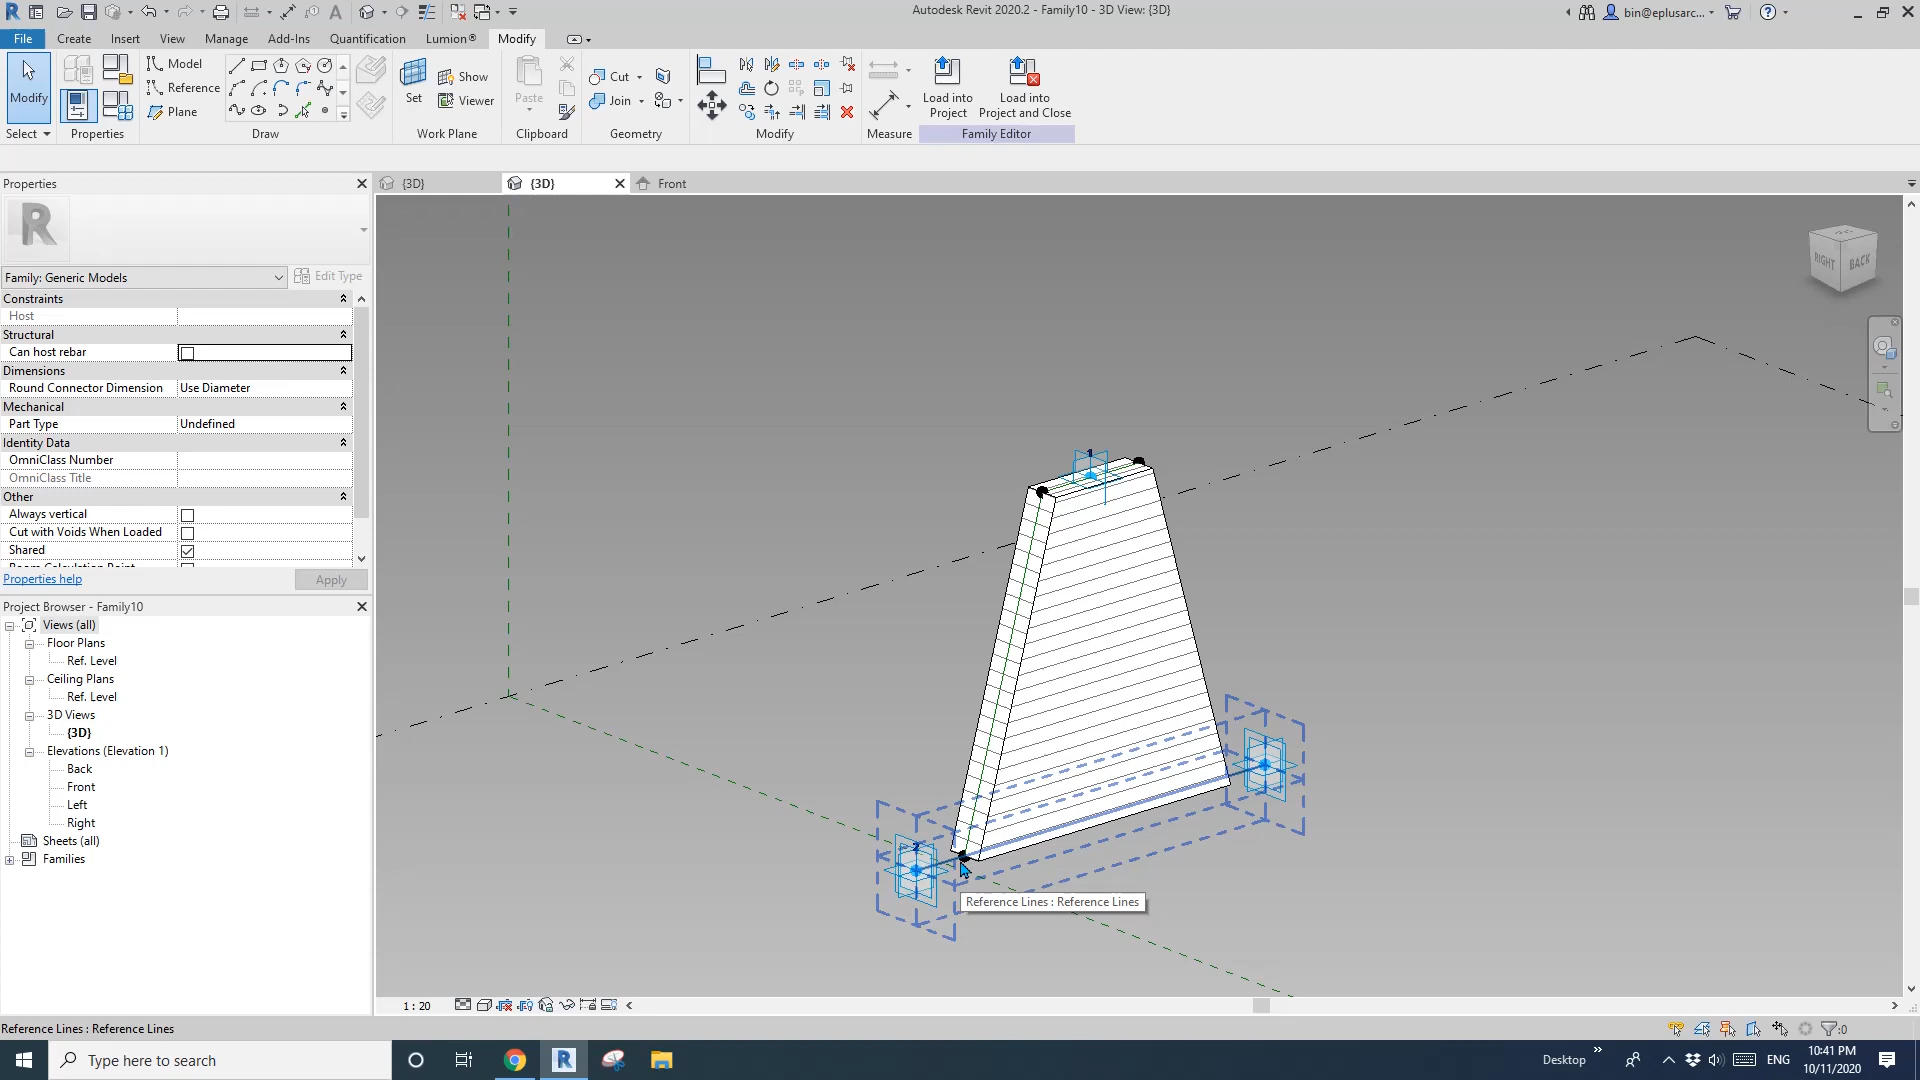 Autodesk Revit 2020.2 - Family10 - 3D View: {3D}
bin@eplusarc...
File Create Insert View Manage Add-Ins Annotate Quantification Lumion® Modify
Modify
Select
Properties
Model
Reference
Plane
Draw
Set
Show
Viewer
Work Plane
Paste
Clipboard
Cut
Join
Geometry
Modify
Measure
Load into
Project
Load into
Project and Close
Family Editor
Properties
{3D}
{3D}
Front
R
Family: Generic Models
Edit Type
Constraints
Host
Structural
Can host rebar
Dimensions
Round Connector Dimension Use Diameter
Mechanical
Part Type Undefined
Identity Data
OmniClass Number
OmniClass Title
Other
Always vertical
Cut with Voids When Loaded
Shared
Room Calculation Point
Properties help
Apply
Project Browser - Family10
Views (all)
Floor Plans
Ref. Level
Ceiling Plans
Ref. Level
3D Views
{3D}
Elevations (Elevation 1)
Back
Front
Left
Right
Sheets (all)
Families
RIGHT
BACK
1
2
Reference Lines : Reference Lines
1 : 20
Reference Lines : Reference Lines
:0
Type here to search
Desktop
ENG
10:41 PM
10/11/2020